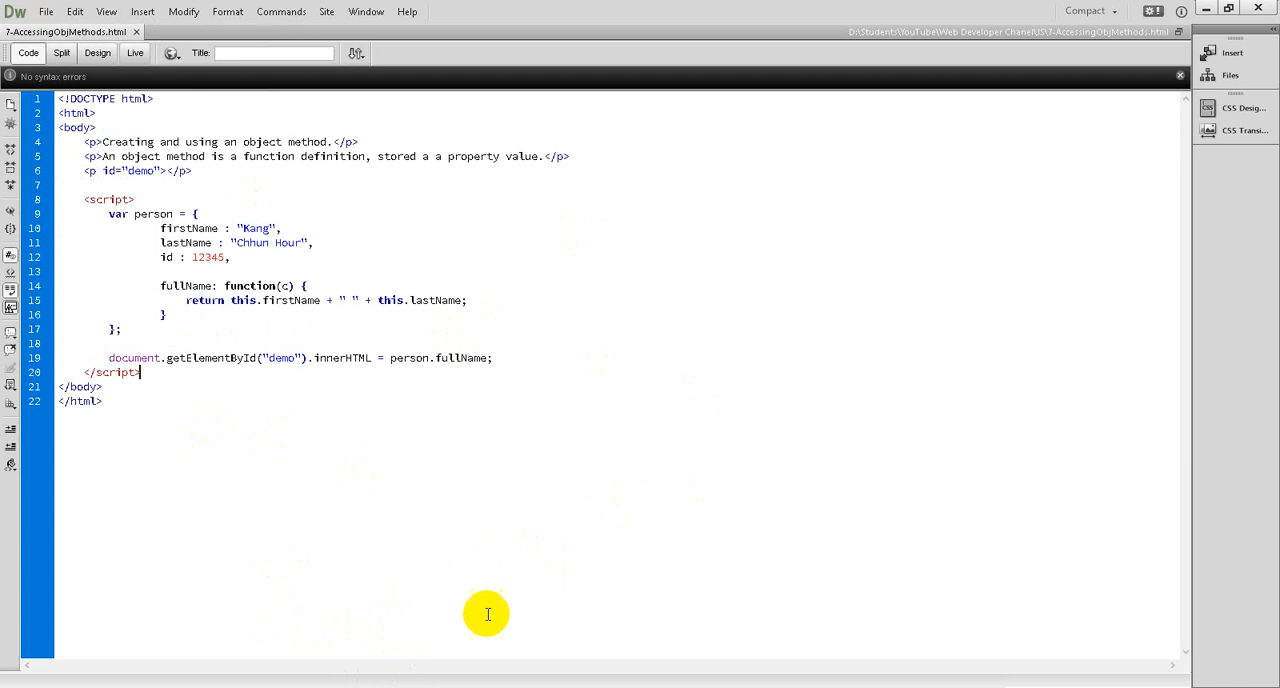 Dw File Edit View Insert Modify Format Commands Site Window Help Compact
7-AccessingObjMethods.html D:\Students\YouTube\Web Developer Chanel\JS\7-AccessingObjMethods.html
Code Split Design Live Title: Insert
No syntax errors Files
1 <!DOCTYPE html> CSS Desig...
2 <html>
3 <body> CSS Transi...
4 <p>Creating and using an object method.</p>
5 <p>An object method is a function definition, stored a a property value.</p>
6 <p id="demo"></p>
7
8 <script>
9 var person = {
10 firstName : "Kang",
11 lastName : "Chhun Hour",
12 id : 12345,
13
14 fullName: function(c) {
15 return this.firstName + " " + this.lastName;
16 }
17 };
18
19 document.getElementById("demo").innerHTML = person.fullName;
20 </script>
21 </body>
22 </html>